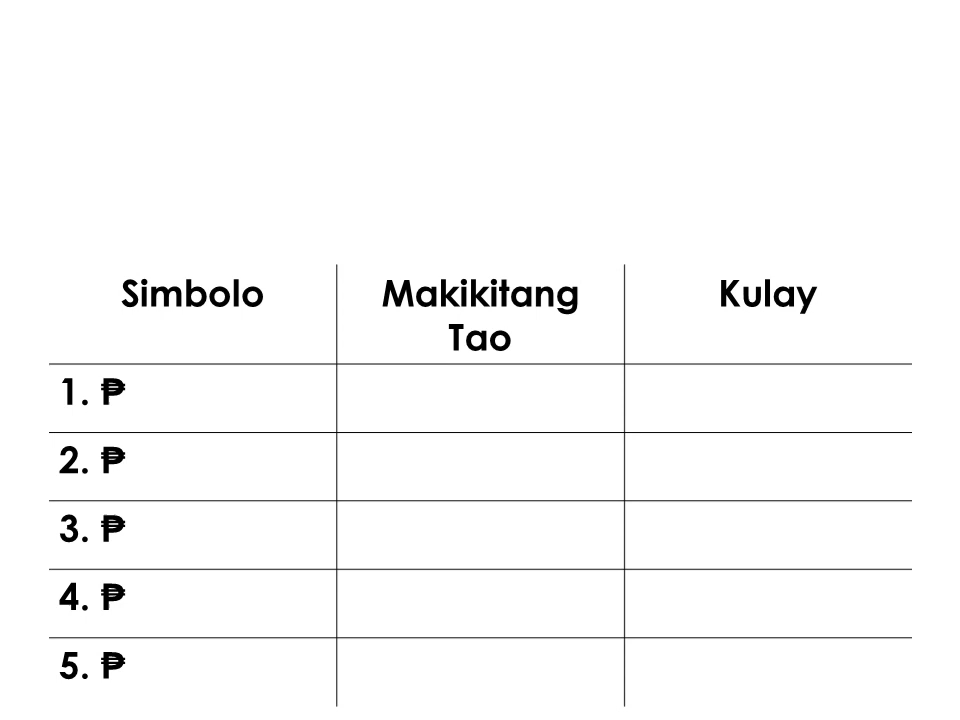 Simbolo
Makikitang
Tao
Kulay
1. ₱
2. ₱
3. ₱
4. ₱
5. ₱